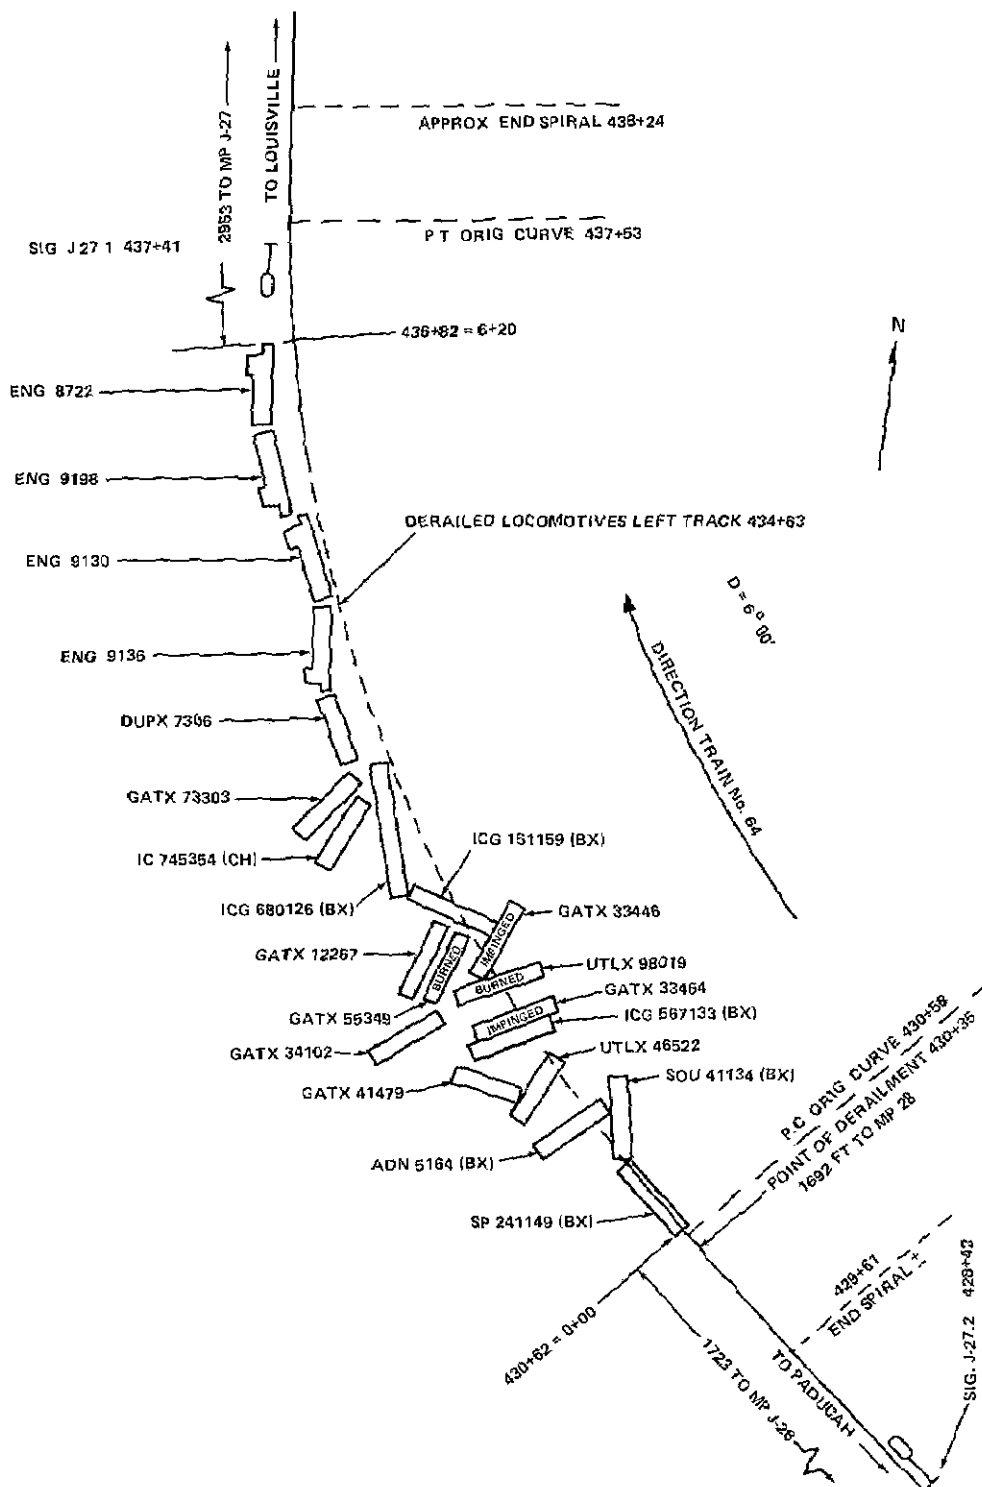 2953 TO MP J-27
TO LOUISVILLE
APPROX END SPIRAL 438+24
P T ORIG CURVE 437+53
SIG J 27 1 437+41
436+82 = 6+20
N
ENG 8722
ENG 9198
DERAILED LOCOMOTIVES LEFT TRACK 434+63
ENG 9130
D = 6° 00'
ENG 9136
DIRECTION TRAIN No. 64
DUPX 7306
GATX 73303
IC 745354 (CH)
ICG 161159 (BX)
ICG 680126 (BX)
GATX 33446
IMPINGED
GATX 12267
BURNED
UTLX 98019
BURNED
GATX 33464
GATX 55349
IMPINGED
ICG 567133 (BX)
GATX 34102
UTLX 46522
SOU 41134 (BX)
GATX 41479
P.C ORIG CURVE 430+58
POINT OF DERAILMENT 430+35
1692 FT TO MP 28
ADN 5164 (BX)
SP 241149 (BX)
429+61
END SPIRAL +
SIG. J-27.2 428+42
430+62 = 0+00
1723 TO MP J-28
TO PADUCAH